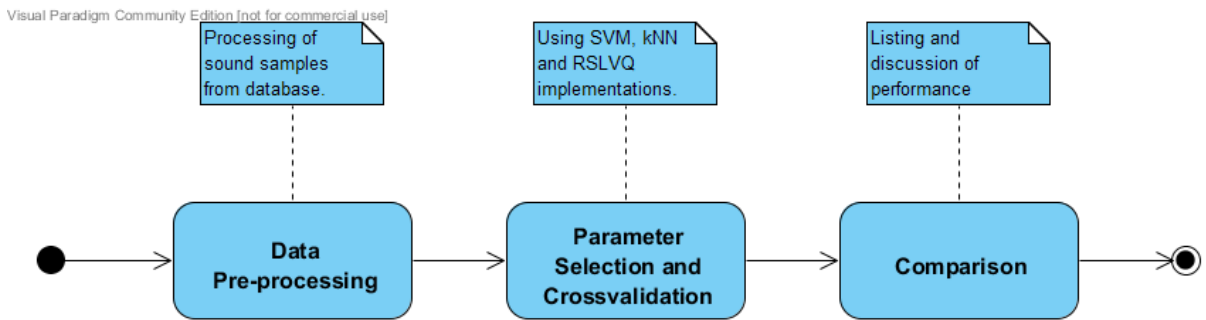 Visual Paradigm Community Edition [not for commercial use]
Processing of
sound samples
from database.
Using SVM, kNN
and RSLVQ
implementations.
Listing and
discussion of
performance
Data
Pre-processing
Parameter
Selection and
Crossvalidation
Comparison